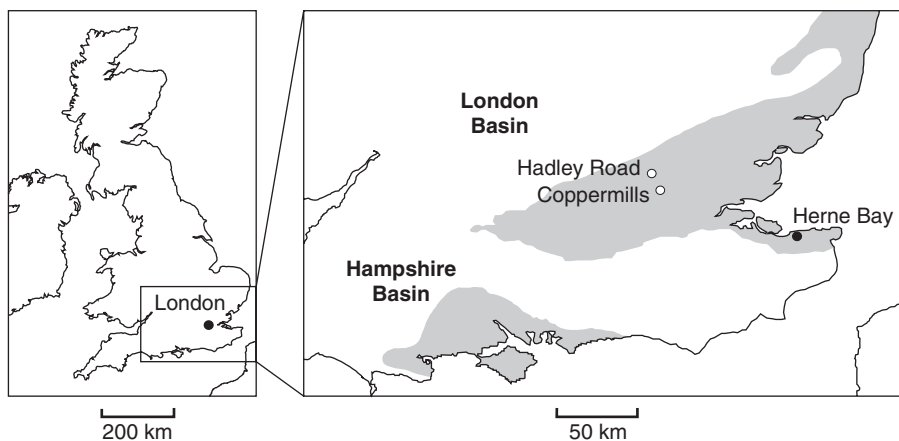 London
200 km
London
Basin
Hadley Road
Coppermills
Herne Bay
Hampshire
Basin
50 km